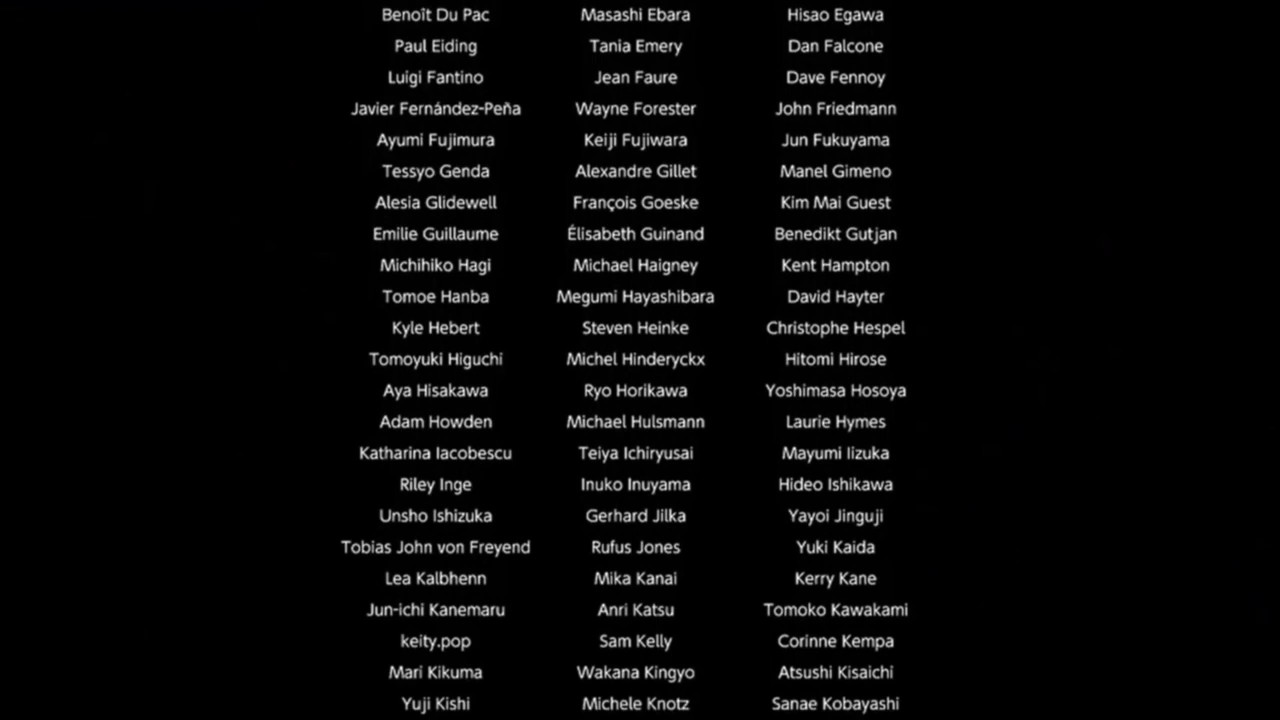 Benoît Du Pac Masashi Ebara Hisao Egawa
Paul Eiding Tania Emery Dan Falcone
Luigi Fantino Jean Faure Dave Fennoy
Javier Fernández-Peña Wayne Forester John Friedmann
Ayumi Fujimura Keiji Fujiwara Jun Fukuyama
Tessyo Genda Alexandre Gillet Manel Gimeno
Alesia Glidewell François Goeske Kim Mai Guest
Emilie Guillaume Élisabeth Guinand Benedikt Gutjan
Michihiko Hagi Michael Haigney Kent Hampton
Tomoe Hanba Megumi Hayashibara David Hayter
Kyle Hebert Steven Heinke Christophe Hespel
Tomoyuki Higuchi Michel Hinderyckx Hitomi Hirose
Aya Hisakawa Ryo Horikawa Yoshimasa Hosoya
Adam Howden Michael Hulsmann Laurie Hymes
Katharina Iacobescu Teiya Ichiryusai Mayumi Iizuka
Riley Inge Inuko Inuyama Hideo Ishikawa
Unsho Ishizuka Gerhard Jilka Yayoi Jinguji
Tobias John von Freyend Rufus Jones Yuki Kaida
Lea Kalbhenn Mika Kanai Kerry Kane
Jun-ichi Kanemaru Anri Katsu Tomoko Kawakami
keity.pop Sam Kelly Corinne Kempa
Mari Kikuma Wakana Kingyo Atsushi Kisaichi
Yuji Kishi Michele Knotz Sanae Kobayashi